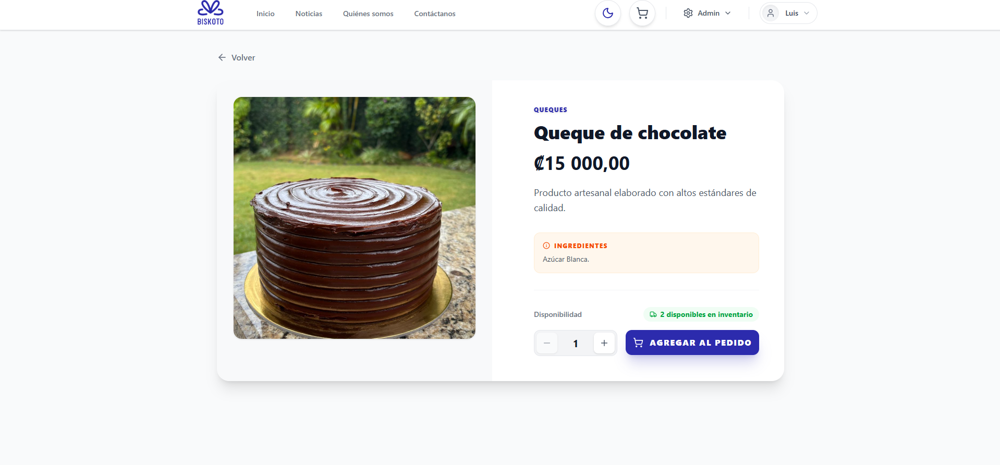 BISKOTO
Inicio
Noticias
Quiénes somos
Contáctanos
Admin
Luis
Volver
QUEQUES
Queque de chocolate
₡15 000,00
Producto artesanal elaborado con altos estándares de
calidad.
INGREDIENTES
Azúcar Blanca.
Disponibilidad
2 disponibles en inventario
1
AGREGAR AL PEDIDO